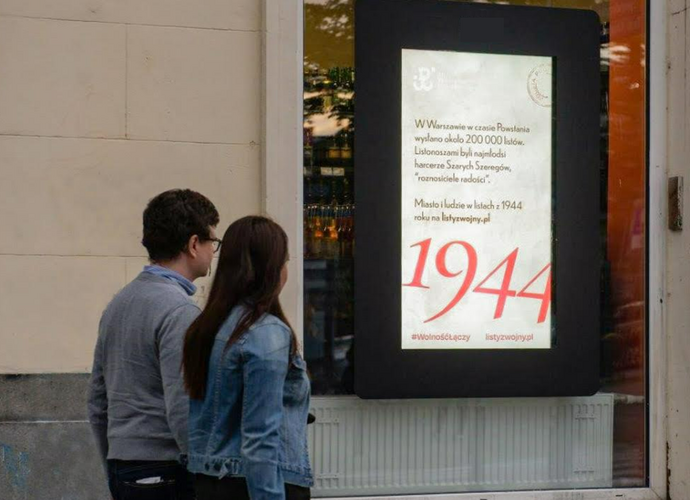 W Warszawie w czasie Powstania
wysłano około 200 000 listów.
Listonoszami byli najmłodsi
harcerze Szarych Szeregów,
"roznosiciele radości".
Miasto i ludzie w listach z 1944
roku na listyzwojny.pl
1944
#WolnośćŁączy listyzwojny.pl